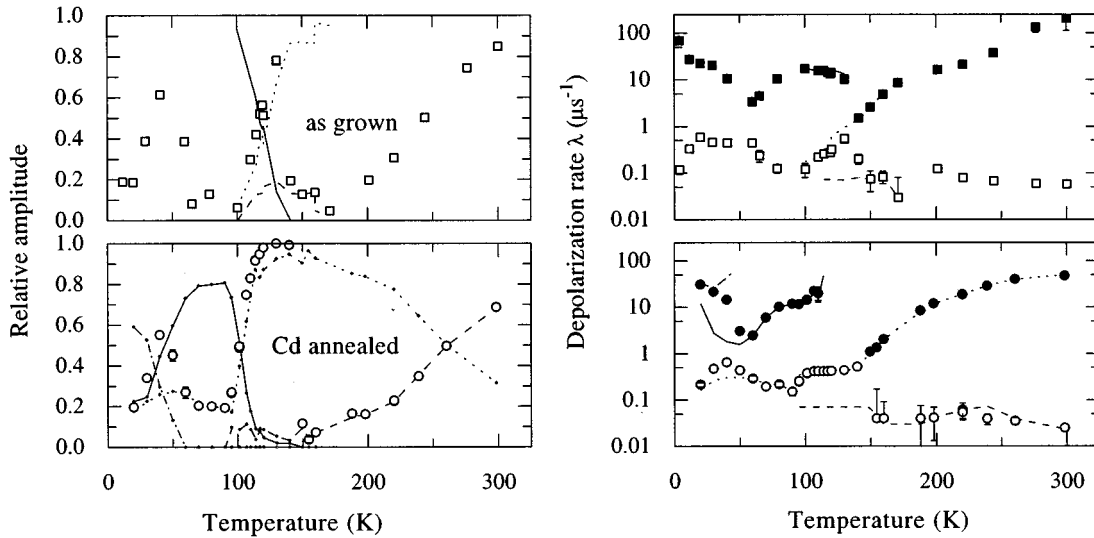 Relative amplitude
1.0
0.8
0.6
0.4
0.2
0.0
as grown
1.0
0.8
0.6
0.4
0.2
0.0
Cd annealed
0 100 200 300
Temperature (K)
Depolarization rate λ (μs⁻¹)
100
10
1
0.1
0.01
100
10
1
0.1
0.01
0 100 200 300
Temperature (K)